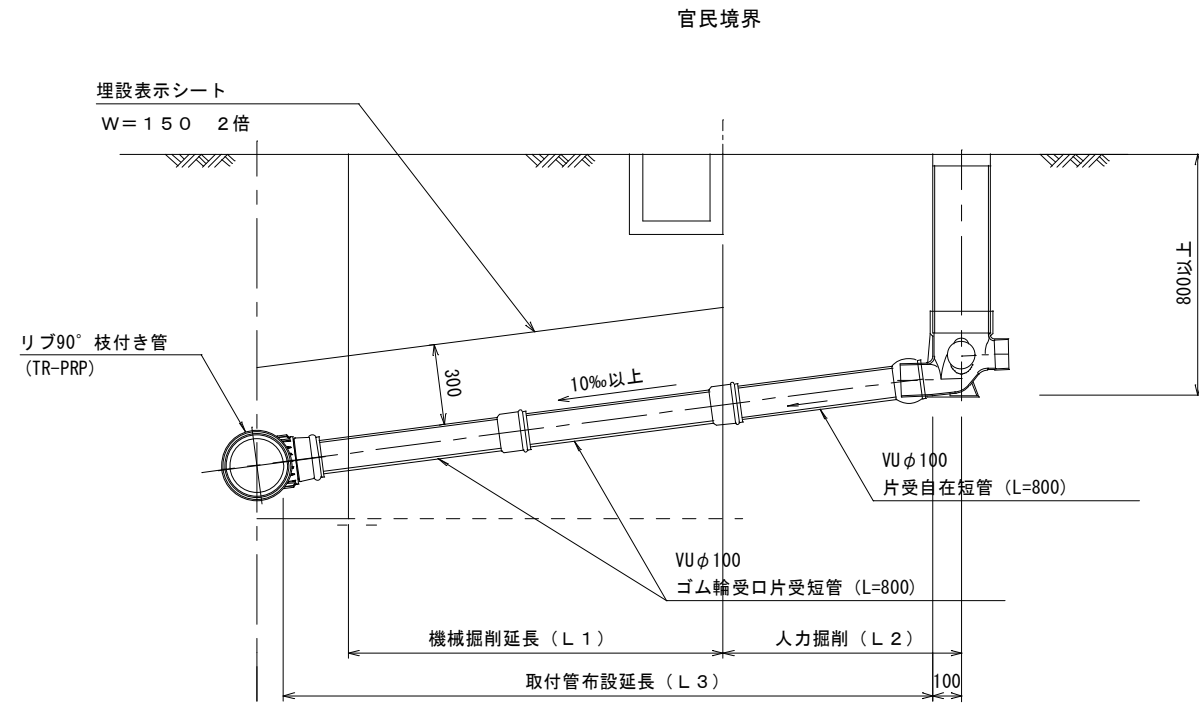 官民境界
埋設表示シート
W＝１５０　２倍
800以上
リブ90°枝付き管
(TR-PRP)
300
10‰以上
VUφ100
片受自在短管 (L=800)
VUφ100
ゴム輪受口片受短管 (L=800)
機械掘削延長（Ｌ１）
人力掘削（Ｌ２）
取付管布設延長（Ｌ３）
100